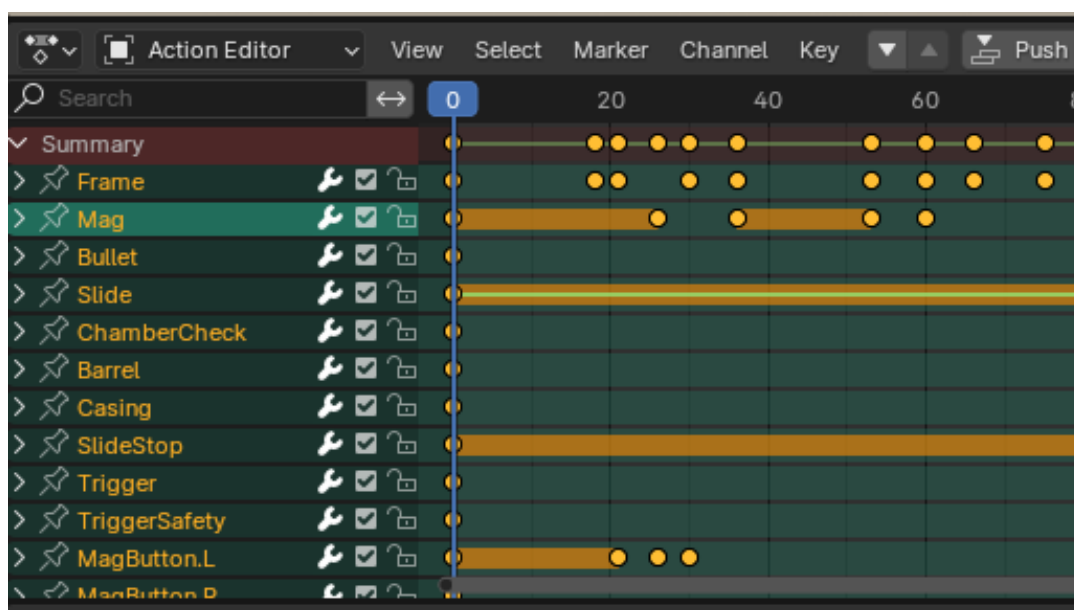 Action Editor View Select Marker Channel Key Push
Search 0 20 40 60
Summary
Frame
Mag
Bullet
Slide
ChamberCheck
Barrel
Casing
SlideStop
Trigger
TriggerSafety
MagButton.L
MagButton.R